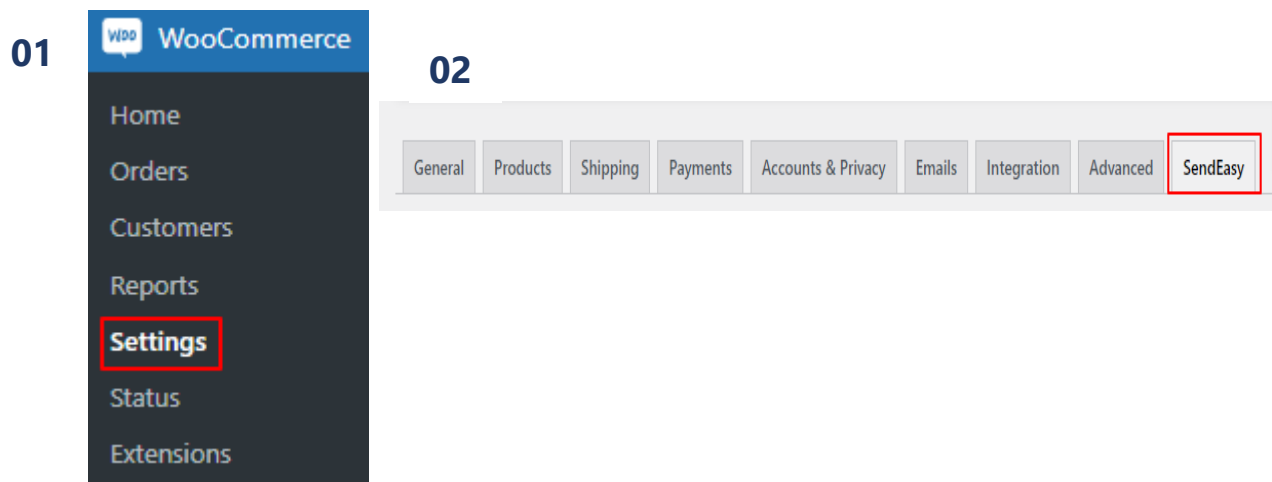 01
Woo WooCommerce
Home
Orders
Customers
Reports
Settings
Status
Extensions
02
General Products Shipping Payments Accounts & Privacy Emails Integration Advanced SendEasy